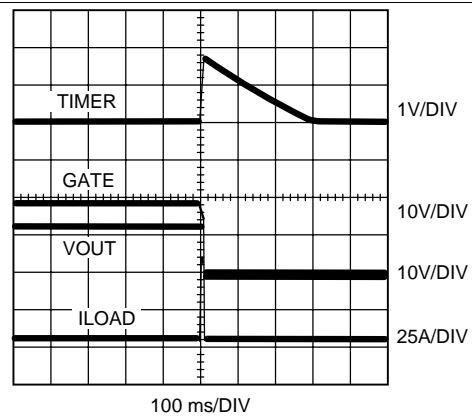 TIMER
1V/DIV
GATE
10V/DIV
VOUT
10V/DIV
ILOAD
25A/DIV
100 ms/DIV